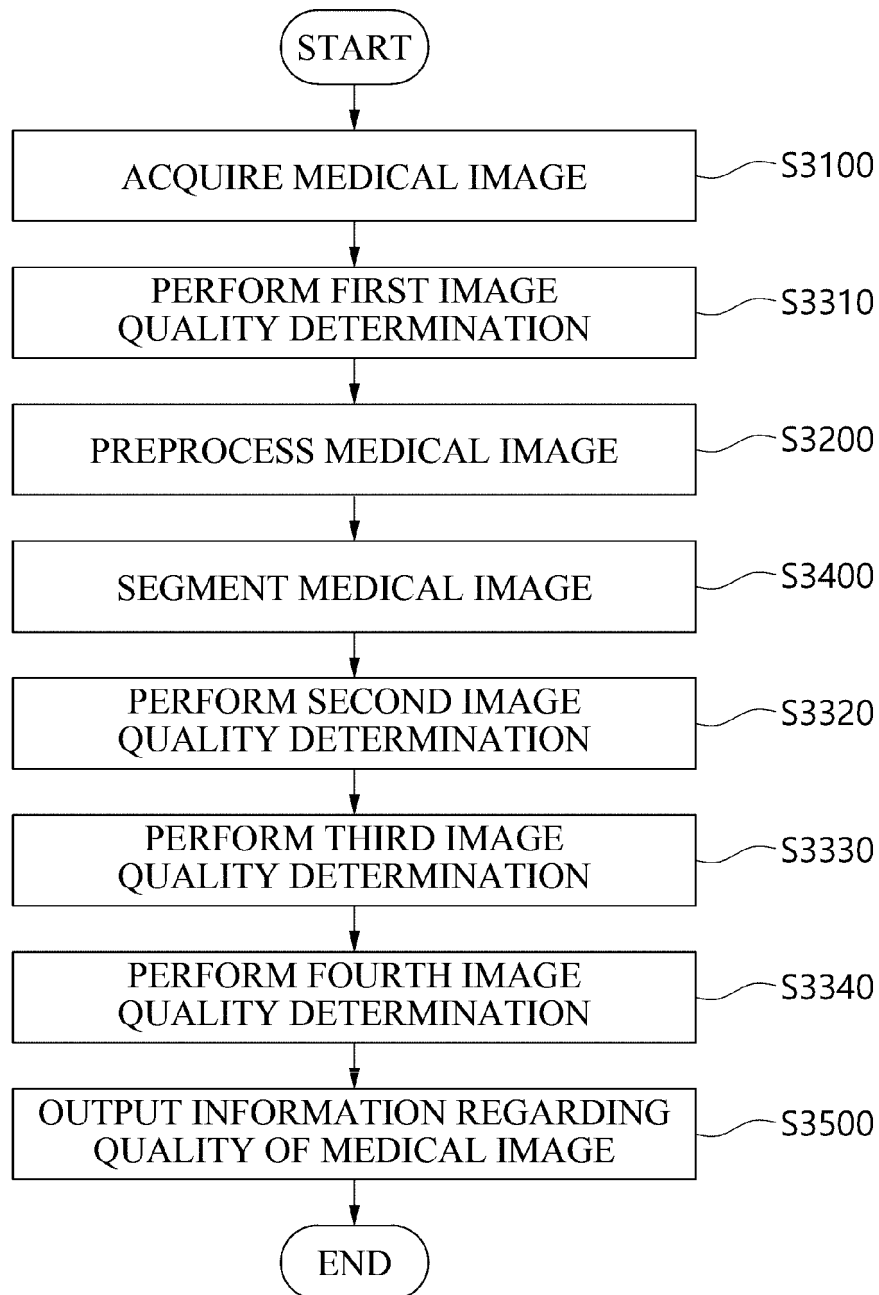 START
ACQUIRE MEDICAL IMAGE
S3100
PERFORM FIRST IMAGE
QUALITY DETERMINATION
S3310
PREPROCESS MEDICAL IMAGE
S3200
SEGMENT MEDICAL IMAGE
S3400
PERFORM SECOND IMAGE
QUALITY DETERMINATION
S3320
PERFORM THIRD IMAGE
QUALITY DETERMINATION
S3330
PERFORM FOURTH IMAGE
QUALITY DETERMINATION
S3340
OUTPUT INFORMATION REGARDING
QUALITY OF MEDICAL IMAGE
S3500
END